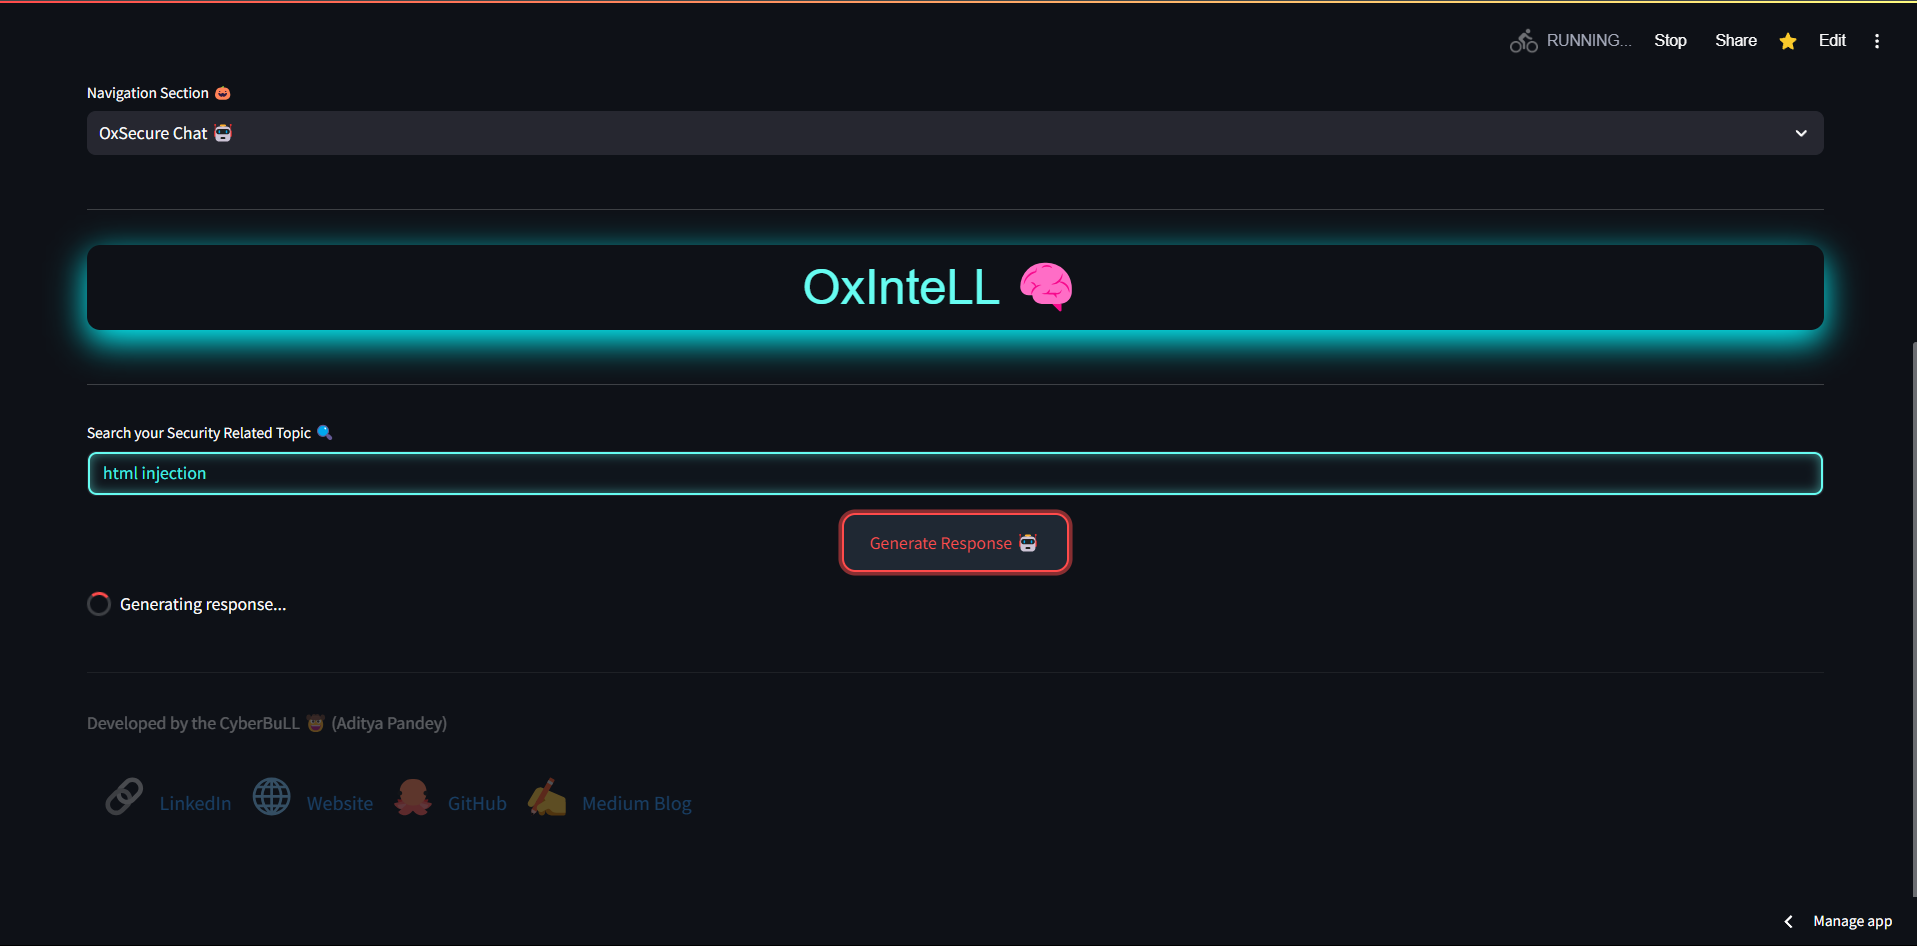 RUNNING... Stop Share Edit
Navigation Section
OxSecure Chat
OxInteLL
Search your Security Related Topic
html injection
Generate Response
Generating response...
Developed by the CyberBuLL (Aditya Pandey)
LinkedIn Website GitHub Medium Blog
Manage app